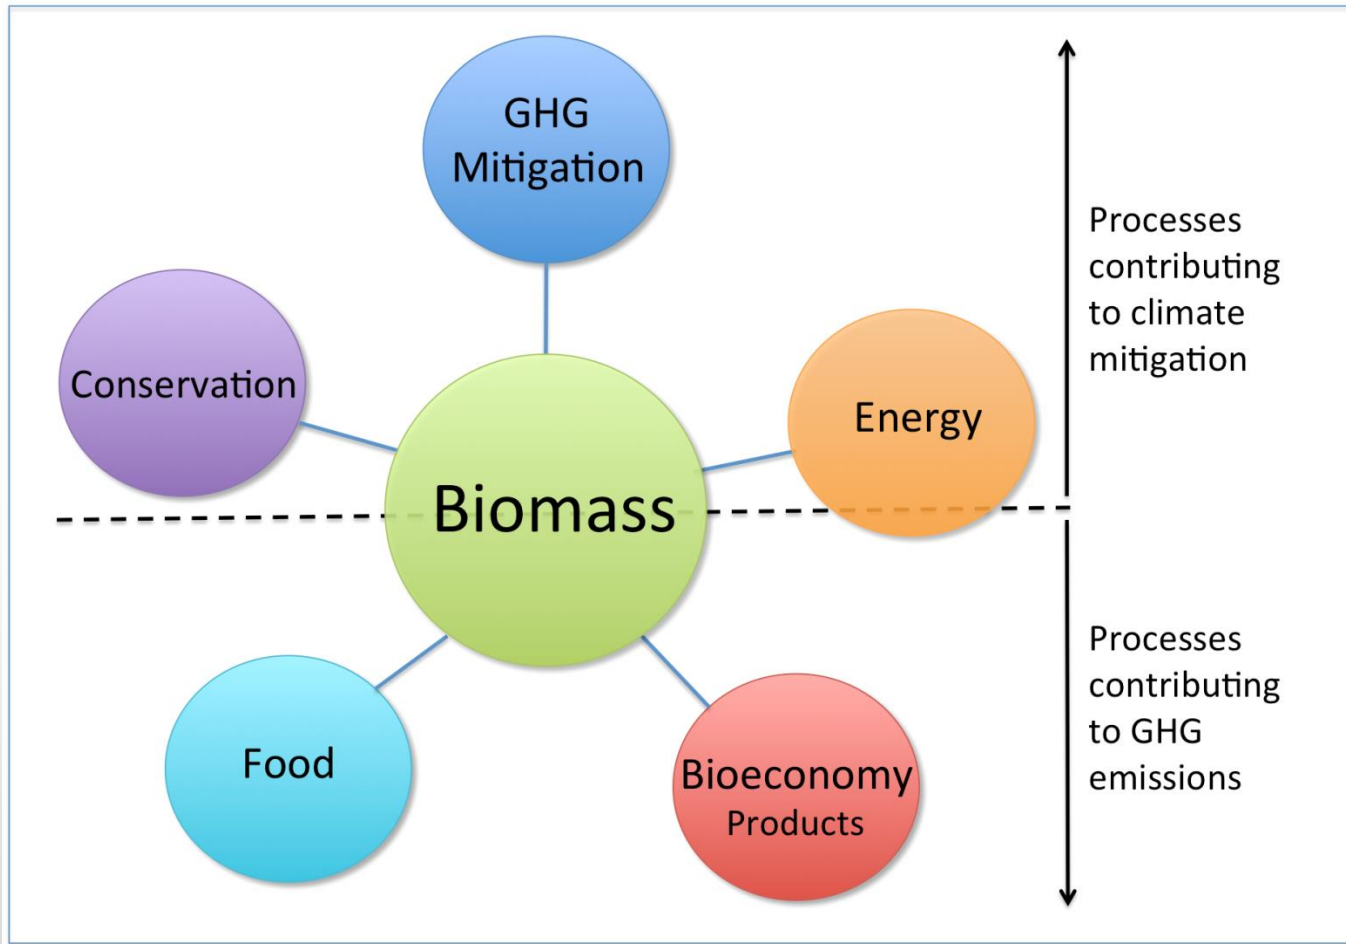 GHG
Mitigation
Conservation
Energy
Biomass
Food
Bioeconomy
Products
Processes
contributing
to climate
mitigation
Processes
contributing
to GHG
emissions